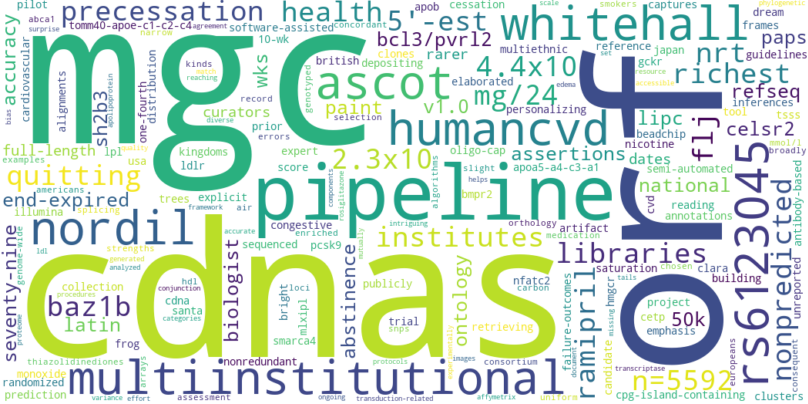 mgc
cdnas
orf
pipeline
humancvd
whitehall
ascot
nordil
multiinstitutional
rs6123045
precessation
health
5'-est
bcl3/pvrl2
4.4x10
mg/24
nrt
paps
richest
refseq
celsr2
flj
lipc
assertions
national
dates
2.3x10
v1.0
paint
wks
accuracy
sh2b3
quitting
end-expired
full-length
curators
kingdoms
institutes
libraries
baz1b
latin
seventy-nine
biologist
abstinence
ontology
retrieving
ramipril
n=5592
50k
nonpredicted
clusters
pilot
tomm40-apoe-c1-c2-c4
abca1
surprise
agreement
software-assisted
narrow
10-wk
apob
cessation
scale
concordant
clones
british
multiethnic
depositing
elaborated
rarer
captures
smokers
phylogenetic
dream
frames
japan
gckr
reference
set
resource
guidelines
accessible
inferences
personalizing
possibly
tool
tsss
beadchip
nicotine
semi-automated
reading
annotations
cvd
project
emphasis
cetp
clara
building
saturation
chosen
tails
hmgcr
candidate
missing
transcriptase
europeans
consequent
unreported
antibody-based
broadly
mmol/l
cpg-island-containing
failure-outcomes
uniform
orthology
artifact
medication
intriguing
slight
helps
bmpr2
algorithms
apoa5-a4-c3-a1
oligo-cap
expert
score
components
rosiglitazone
explicit
prior
errors
record
genotyped
selection
kinds
match
reaching
diverse
ldlr
apolipoprotein
one-fourth
distribution
alignments
cardiovascular
bias
examples
lpl
usa
trees
air
framework
congestive
enriched
pcsk9
sequenced
americans
illumina
splicing
genome-wide
ldl
strengths
generated
analyzed
hdl
conjunction
procedures
categories
collection
cdna
santa
frog
accurate
bright
loci
mlxipl
smarca4
nonredundant
trial
snps
nfatc2
carbon
publicly
mutually
experimentally
images
document
protocols
consortium
affymetrix
edema
monoxide
randomized
prediction
proteome
thiazolidinediones
arrays
variance
effort
assessment
ongoing
transduction-related